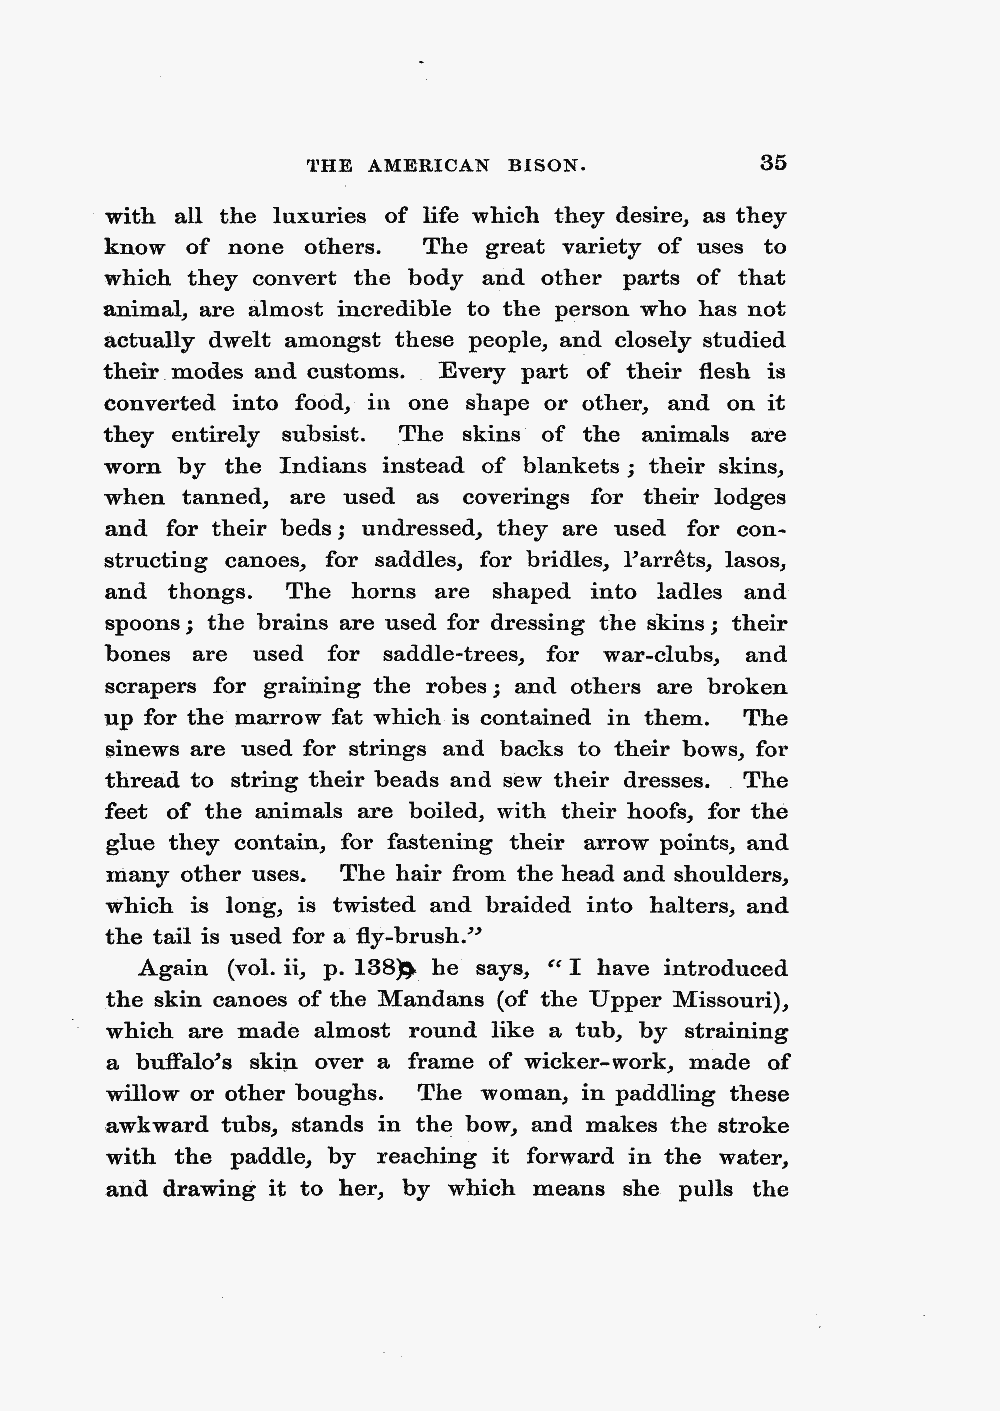 THE AMERICAN BISON. 35
with all the luxuries of life which they desire, as they
know of none others. The great variety of uses to
which they convert the body and other parts of that
animal, are almost incredible to the person who has not
actually dwelt amongst these people, and closely studied
their modes and customs. Every part of their flesh is
converted into food, in one shape or other, and on it
they entirely subsist. The skins of the animals are
worn by the Indians instead of blankets ; their skins,
when tanned, are used as coverings for their lodges
and for their beds ; undressed, they are used for con-
structing canoes, for saddles, for bridles, l'arrêts, lasos,
and thongs. The horns are shaped into ladles and
spoons ; the brains are used for dressing the skins ; their
bones are used for saddle-trees, for war-clubs, and
scrapers for graining the robes ; and others are broken
up for the marrow fat which is contained in them. The
sinews are used for strings and backs to their bows, for
thread to string their beads and sew their dresses. The
feet of the animals are boiled, with their hoofs, for the
glue they contain, for fastening their arrow points, and
many other uses. The hair from the head and shoulders,
which is long, is twisted and braided into halters, and
the tail is used for a fly-brush."
Again (vol. ii, p. 138), he says, " I have introduced
the skin canoes of the Mandans (of the Upper Missouri),
which are made almost round like a tub, by straining
a buffalo's skin over a frame of wicker-work, made of
willow or other boughs. The woman, in paddling these
awkward tubs, stands in the bow, and makes the stroke
with the paddle, by reaching it forward in the water,
and drawing it to her, by which means she pulls the